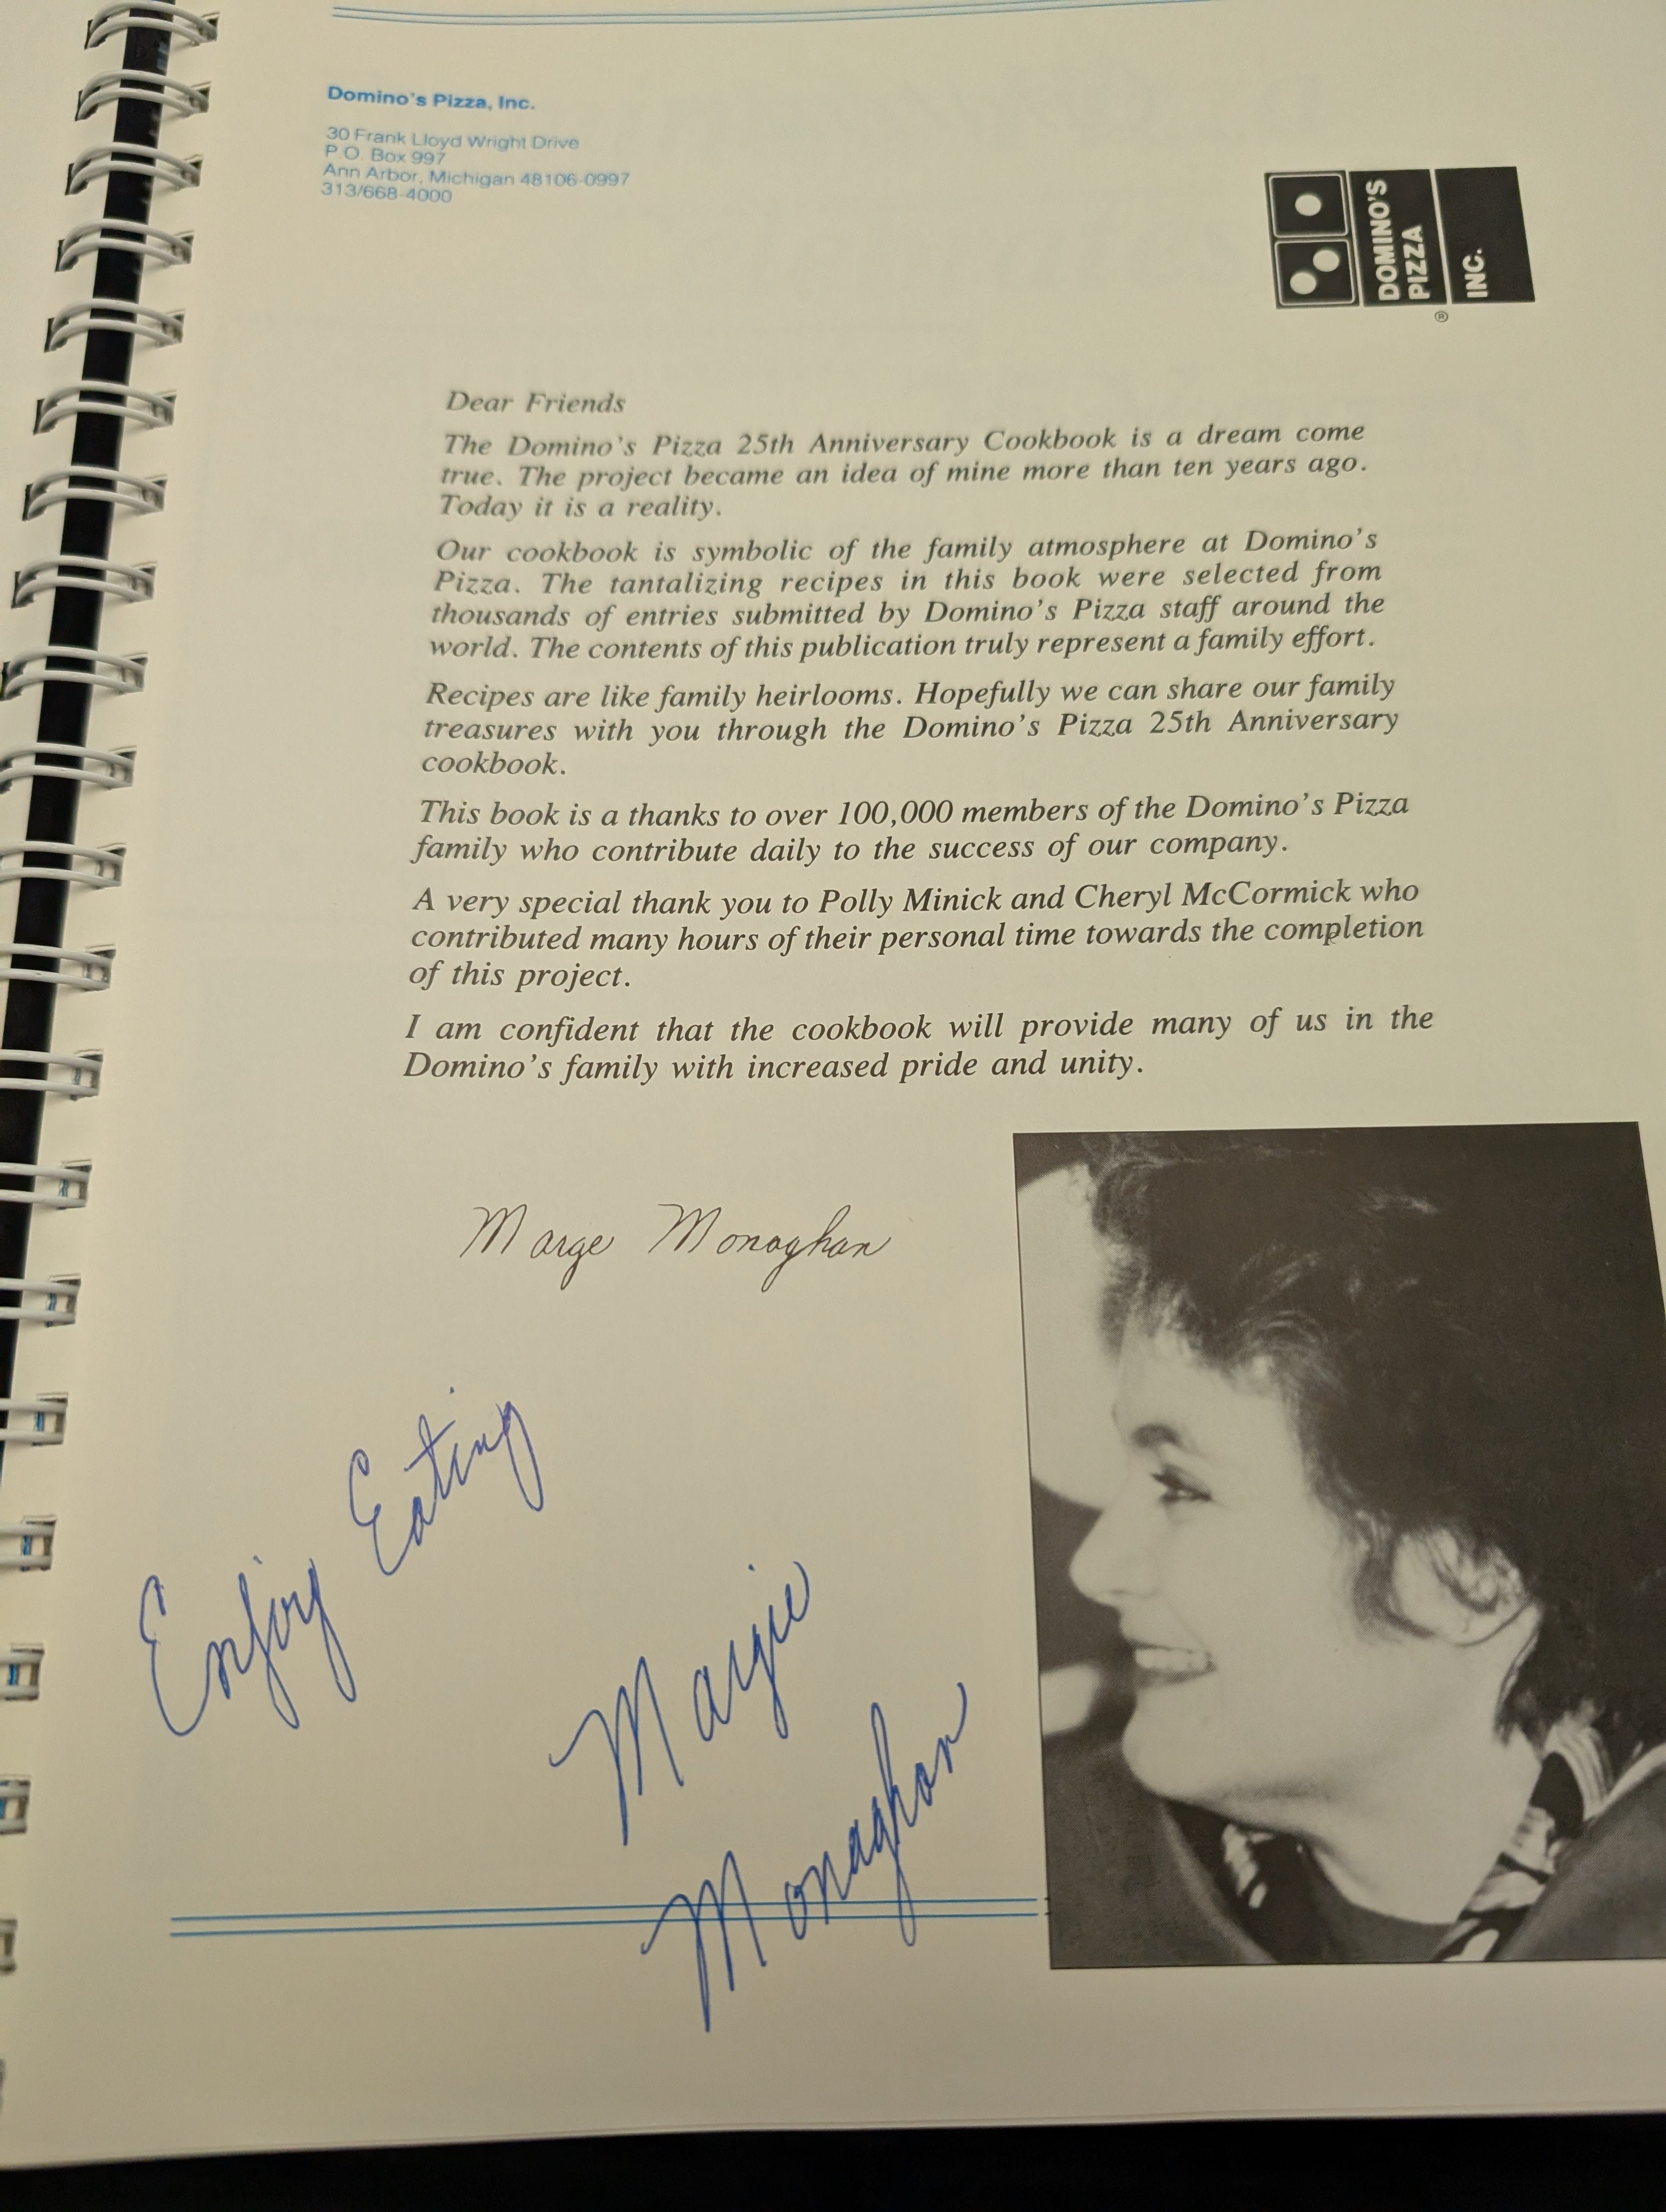 Domino's Pizza, Inc.
30 Frank Lloyd Wright Drive
P.O. Box 997
Ann Arbor, Michigan 48106-0997
313/668-4000
DOMINO'S
PIZZA
INC.
®
Dear Friends
The Domino's Pizza 25th Anniversary Cookbook is a dream come
true. The project became an idea of mine more than ten years ago.
Today it is a reality.
Our cookbook is symbolic of the family atmosphere at Domino's
Pizza. The tantalizing recipes in this book were selected from
thousands of entries submitted by Domino's Pizza staff around the
world. The contents of this publication truly represent a family effort.
Recipes are like family heirlooms. Hopefully we can share our family
treasures with you through the Domino's Pizza 25th Anniversary
cookbook.
This book is a thanks to over 100,000 members of the Domino's Pizza
family who contribute daily to the success of our company.
A very special thank you to Polly Minick and Cheryl McCormick who
contributed many hours of their personal time towards the completion
of this project.
I am confident that the cookbook will provide many of us in the
Domino's family with increased pride and unity.
Marge Monaghan
Enjoy Eating
Margie
Monaghan